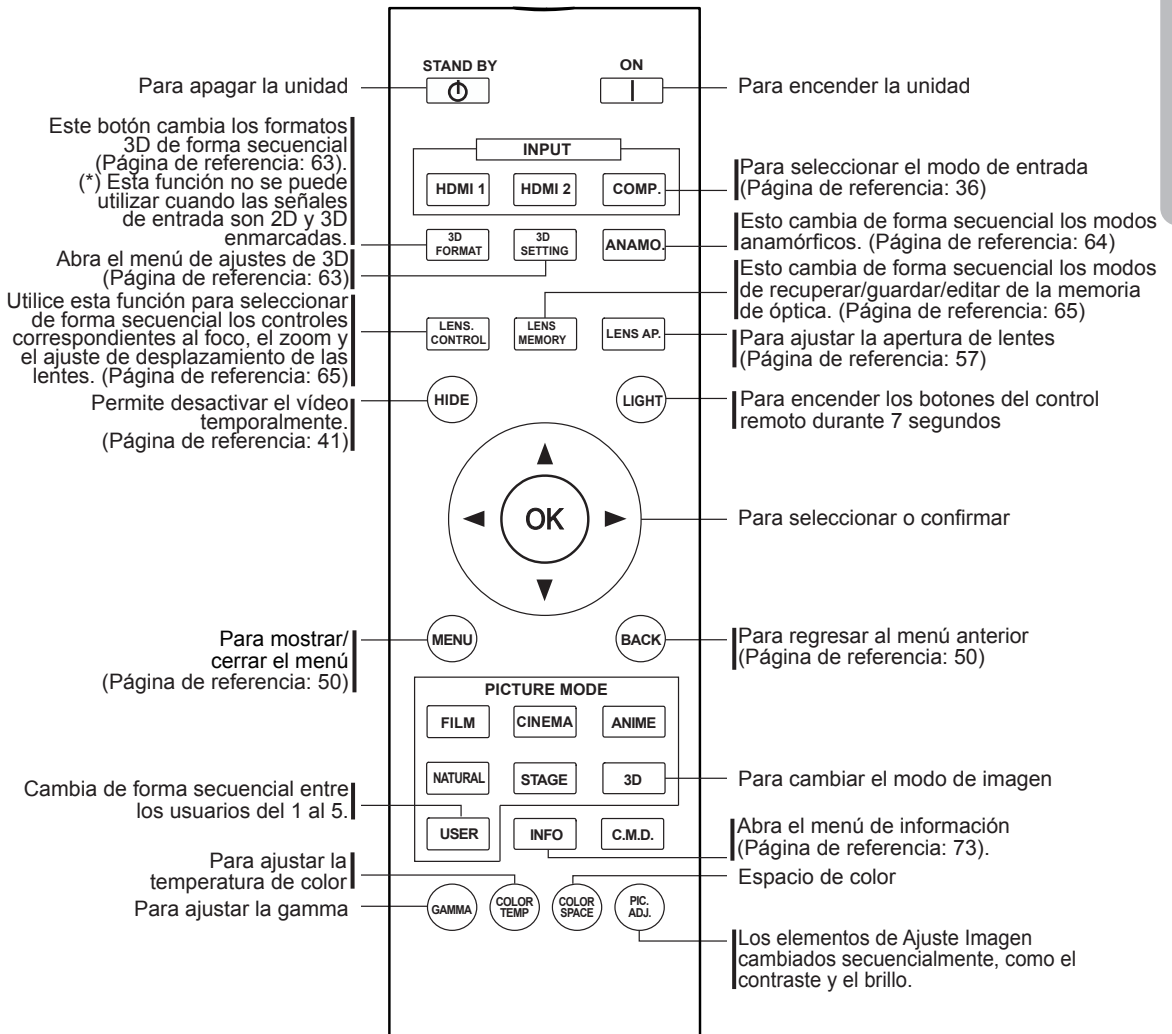 STAND BY
ON
Para apagar la unidad
Para encender la unidad
Este botón cambia los formatos
3D de forma secuencial
(Página de referencia: 63).
(*) Esta función no se puede
utilizar cuando las señales
de entrada son 2D y 3D
enmarcadas.
INPUT
HDMI 1
HDMI 2
COMP.
Para seleccionar el modo de entrada
(Página de referencia: 36)
3D
FORMAT
3D
SETTING
ANAMO.
Esto cambia de forma secuencial los modos
anamórficos. (Página de referencia: 64)
Abra el menú de ajustes de 3D
(Página de referencia: 63)
Esto cambia de forma secuencial los modos
de recuperar/guardar/editar de la memoria
de óptica. (Página de referencia: 65)
Utilice esta función para seleccionar
de forma secuencial los controles
correspondientes al foco, el zoom y
el ajuste de desplazamiento de las
lentes. (Página de referencia: 65)
LENS.
CONTROL
LENS
MEMORY
LENS AP.
Para ajustar la apertura de lentes
(Página de referencia: 57)
Permite desactivar el vídeo
temporalmente.
(Página de referencia: 41)
HIDE
LIGHT
Para encender los botones del control
remoto durante 7 segundos
OK
Para seleccionar o confirmar
Para mostrar/
cerrar el menú
(Página de referencia: 50)
MENU
BACK
Para regresar al menú anterior
(Página de referencia: 50)
PICTURE MODE
FILM
CINEMA
ANIME
NATURAL
STAGE
3D
Para cambiar el modo de imagen
Cambia de forma secuencial entre
los usuarios del 1 al 5.
USER
INFO
C.M.D.
Abra el menú de información
(Página de referencia: 73).
Para ajustar la
temperatura de color
Espacio de color
Para ajustar la gamma
GAMMA
COLOR
TEMP
COLOR
SPACE
PIC.
ADJ.
Los elementos de Ajuste Imagen
cambiados secuencialmente, como el
contraste y el brillo.